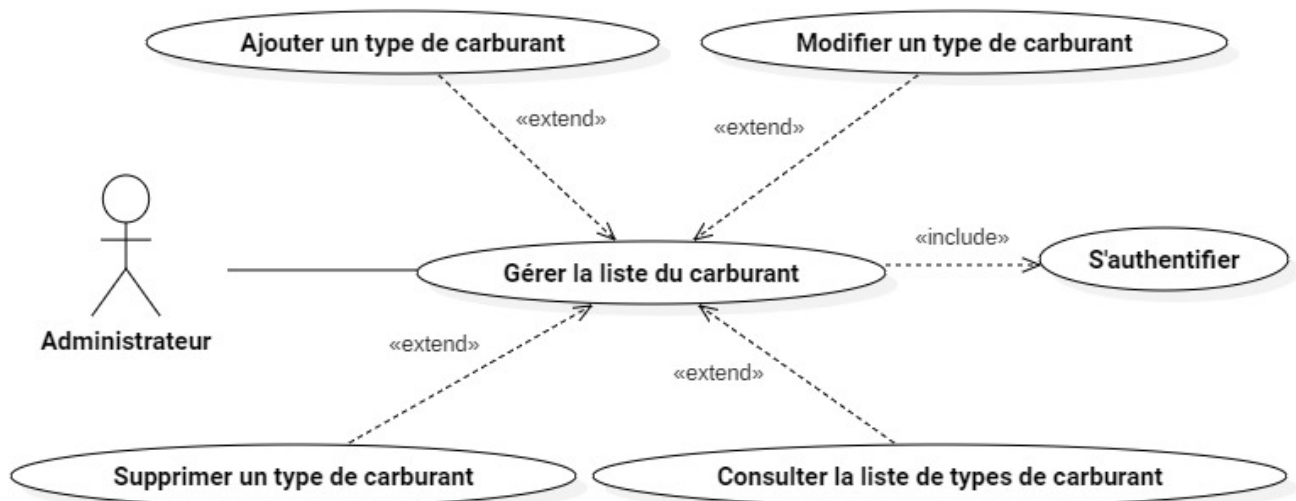 Ajouter un type de carburant
Modifier un type de carburant
«extend»
«extend»
«include»
Gérer la liste du carburant
S'authentifier
Administrateur
«extend»
«extend»
Supprimer un type de carburant
Consulter la liste de types de carburant